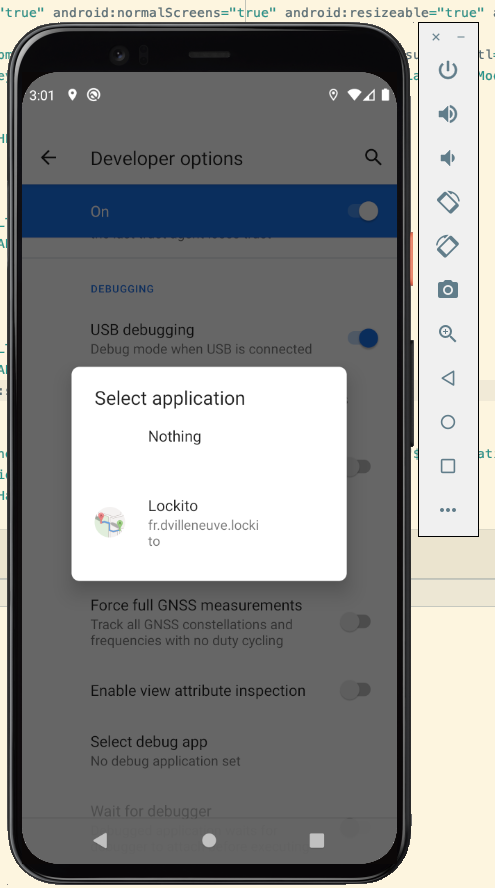 "true" android:normalScreens="true" android:resizeable="true"
3:01
Developer options
On
DEBUGGING
USB debugging
Debug mode when USB is connected
Select application
Nothing
Lockito
fr.dvilleneuve.locki
to
Force full GNSS measurements
Track all GNSS constellations and
frequencies with no duty cycling
Enable view attribute inspection
Select debug app
No debug application set
Wait for debugger